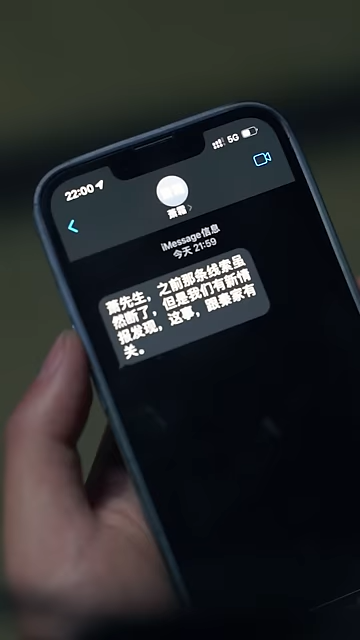 22:00
5G
iMessage信息
今天 21:59
萧先生，之前那条线索虽
然断了，但是我们有新情
报发现，这事，跟秦家有
关。